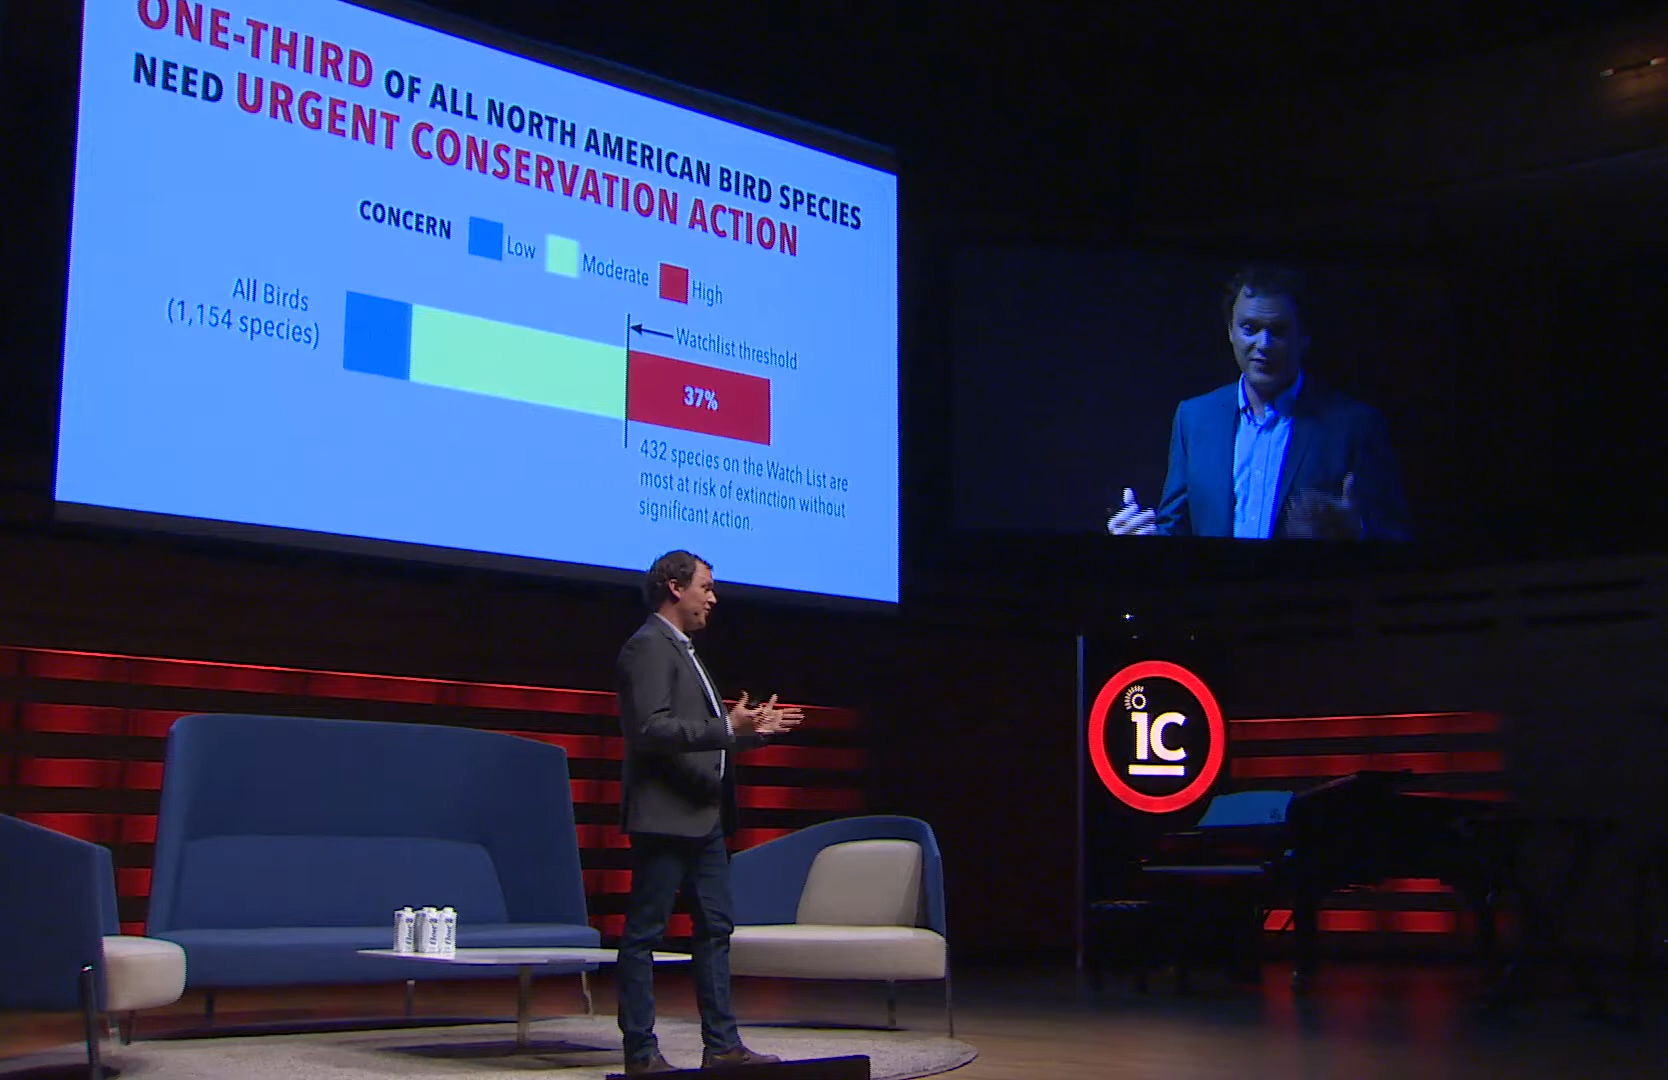 ONE-THIRD OF ALL NORTH AMERICAN BIRD SPECIES
NEED URGENT CONSERVATION ACTION
CONCERN Low Moderate High
All Birds
(1,154 species)
Watchlist threshold
37%
432 species on the Watch List are
most at risk of extinction without
significant Action.
1C